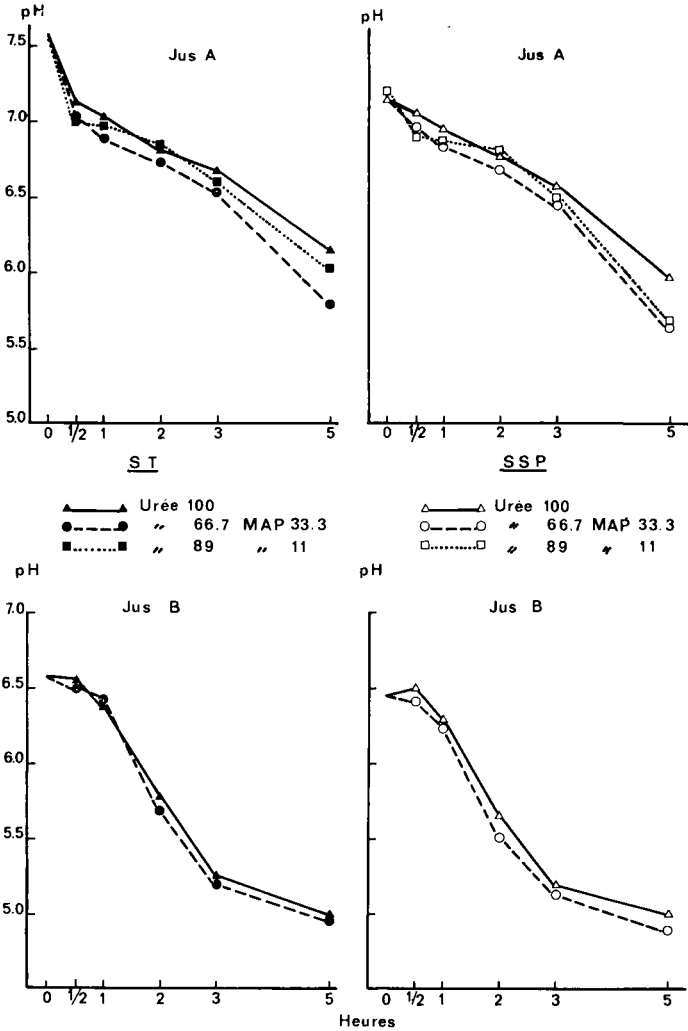 pH
pH
Jus A
Jus A
7.5
7.0
6.5
6.0
5.5
5.0
0 1/2 1 2 3 5
0 1/2 1 2 3 5
S T
SSP
Urée 100
〃 66.7 MAP 33.3
〃 89 〃 11
Urée 100
〃 66.7 MAP 33.3
〃 89 〃 11
pH
pH
Jus B
Jus B
7.0
6.5
6.0
5.5
5.0
0 1/2 1 2 3 5
0 1/2 1 2 3 5
Heures